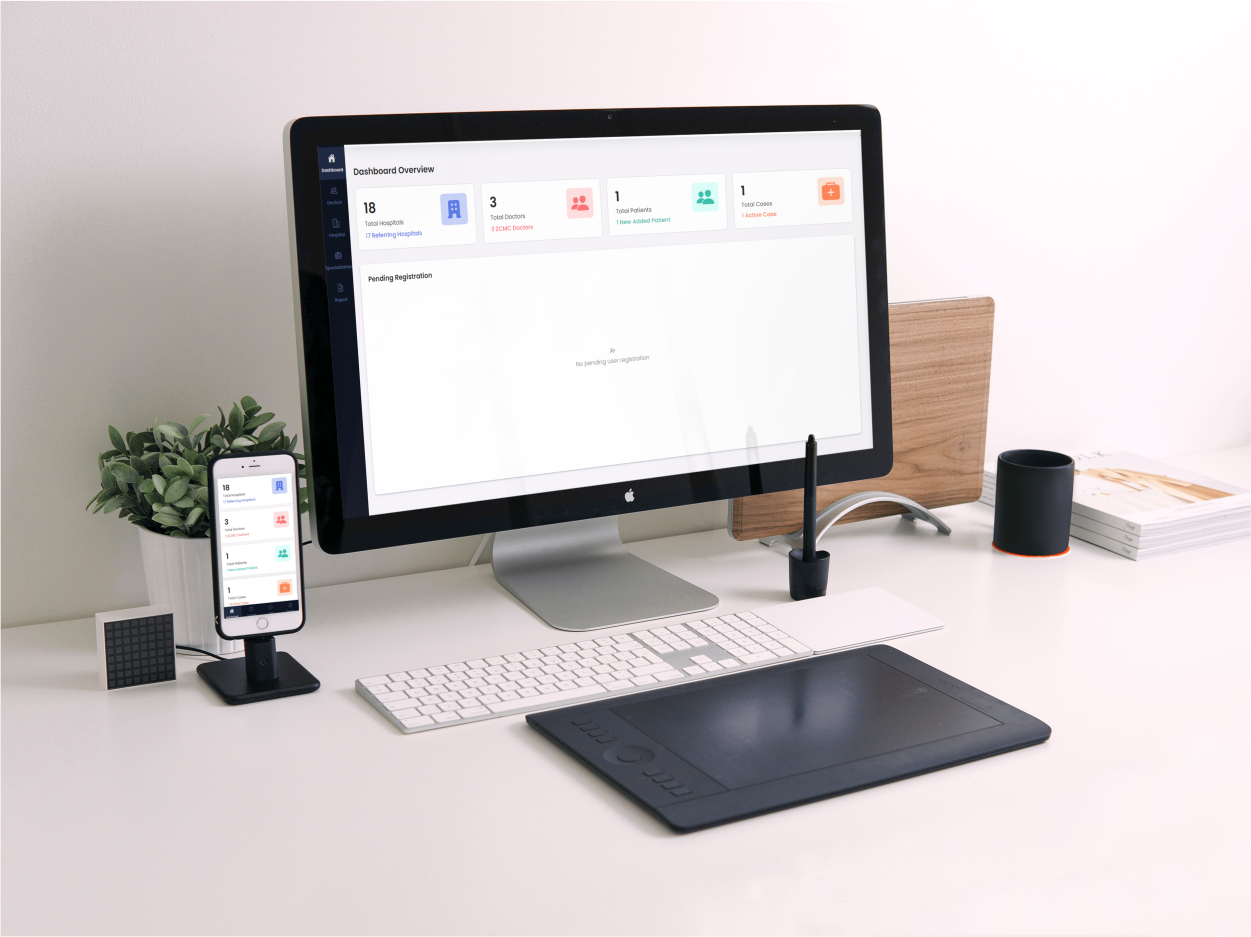 Dashboard
Doctors
Hospital
Specialization
Report
Dashboard Overview
18
Total Hospitals
17 Referring Hospitals
3
Total Doctors
3 ZCMC Doctors
1
Total Patients
1 New Added Patient
1
Total Cases
1 Active Case
Pending Registration
No pending user registration
18
Total Hospitals
17 Referring Hospitals
3
Total Doctors
3 ZCMC Doctors
1
Total Patients
1 New Added Patient
1
Total Cases